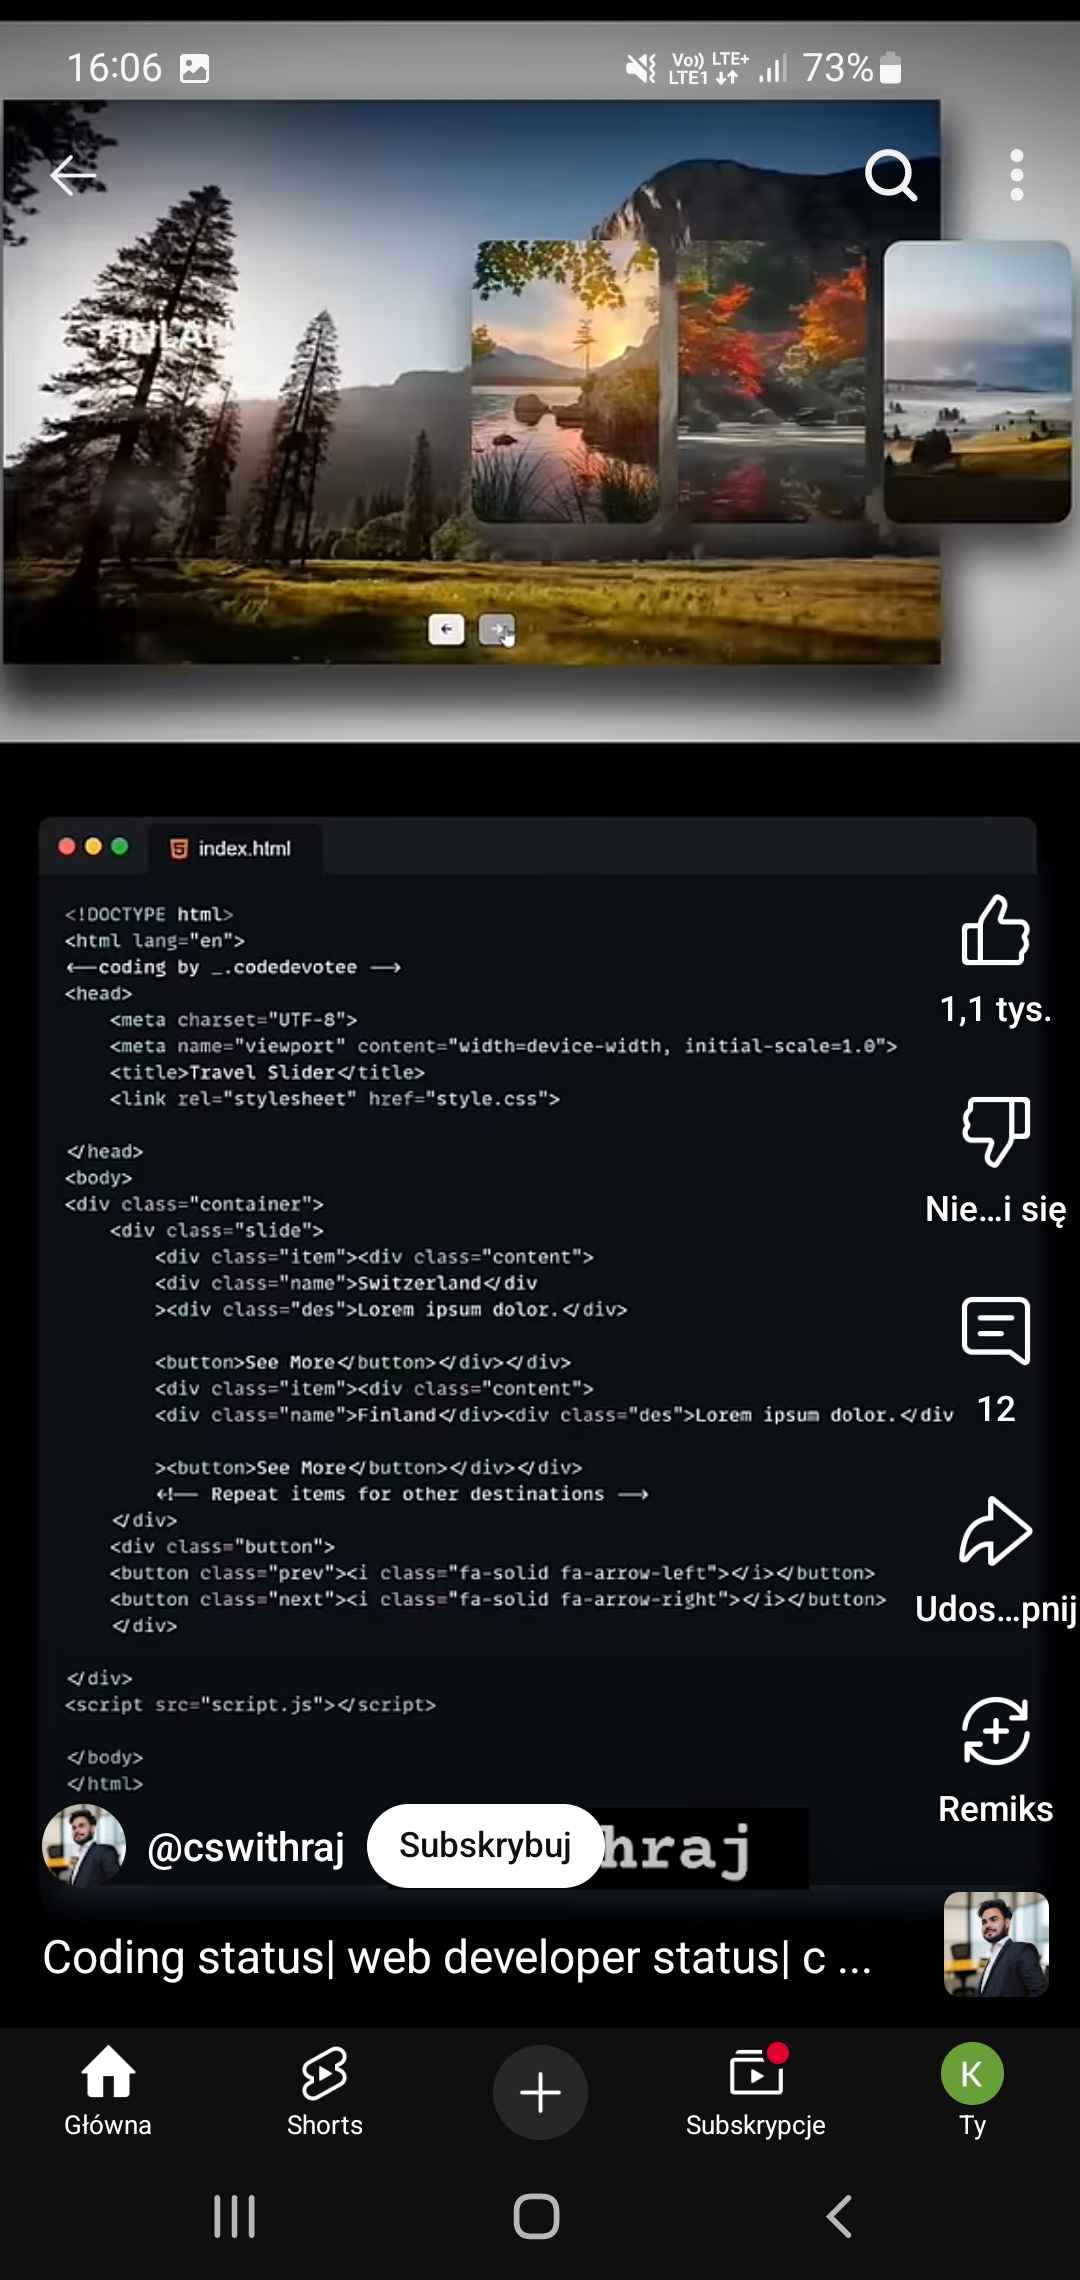 16:06
Vo)) LTE+
LTE1
73%
FINLAN
index.html
<!DOCTYPE html>
<html lang="en">
<—coding by _.codedevotee —>
<head>
<meta charset="UTF-8">
<meta name="viewport" content="width=device-width, initial-scale=1.0">
<title>Travel Slider</title>
<link rel="stylesheet" href="style.css">
</head>
<body>
<div class="container">
<div class="slide">
<div class="item"><div class="content">
<div class="name">Switzerland</div
><div class="des">Lorem ipsum dolor.</div>
<button>See More</button></div></div>
<div class="item"><div class="content">
<div class="name">Finland</div><div class="des">Lorem ipsum dolor.</div
><button>See More</button></div></div>
<!-- Repeat items for other destinations -->
</div>
<div class="button">
<button class="prev"><i class="fa-solid fa-arrow-left"></i></button>
<button class="next"><i class="fa-solid fa-arrow-right"></i></button>
</div>
</div>
<script src="script.js"></script>
</body>
</html>
1,1 tys.
Nie...i się
12
Udos...pnij
Remiks
@cswithraj
Subskrybuj
hraj
Coding status| web developer status| c ...
Główna
Shorts
Subskrypcje
K
Ty